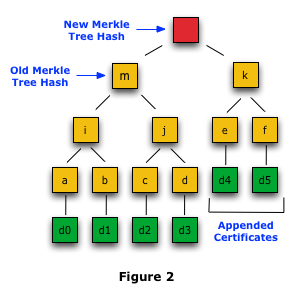 New Merkle
Tree Hash
Old Merkle
Tree Hash
m
k
i
j
e
f
a
b
c
d
d4
d5
d0
d1
d2
d3
Appended
Certificates
Figure 2